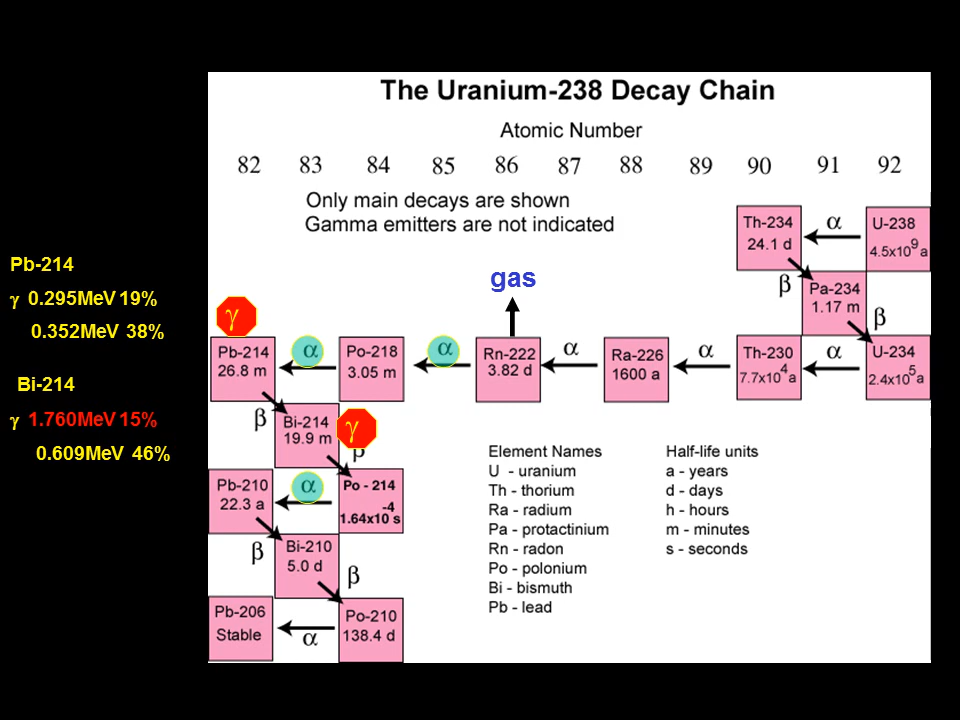 The Uranium-238 Decay Chain
Atomic Number
82 83 84 85 86 87 88 89 90 91 92
Only main decays are shown
Gamma emitters are not indicated
Th-234
24.1 d
α
U-238
4.5x10⁹a
β
Pa-234
1.17 m
β
gas
Pb-214
γ 0.295MeV 19%
0.352MeV 38%
Bi-214
γ 1.760MeV 15%
0.609MeV 46%
γ
Pb-214
26.8 m
α
Po-218
3.05 m
α
Rn-222
3.82 d
α
Ra-226
1600 a
α
Th-230
7.7x10⁴a
α
U-234
2.4x10⁵a
β
Bi-214
19.9 m
γ
β
Pb-210
22.3 a
α
Po - 214
-4
1.64x10 s
β
Bi-210
5.0 d
β
Pb-206
Stable
α
Po-210
138.4 d
Element Names
U - uranium
Th - thorium
Ra - radium
Pa - protactinium
Rn - radon
Po - polonium
Bi - bismuth
Pb - lead
Half-life units
a - years
d - days
h - hours
m - minutes
s - seconds